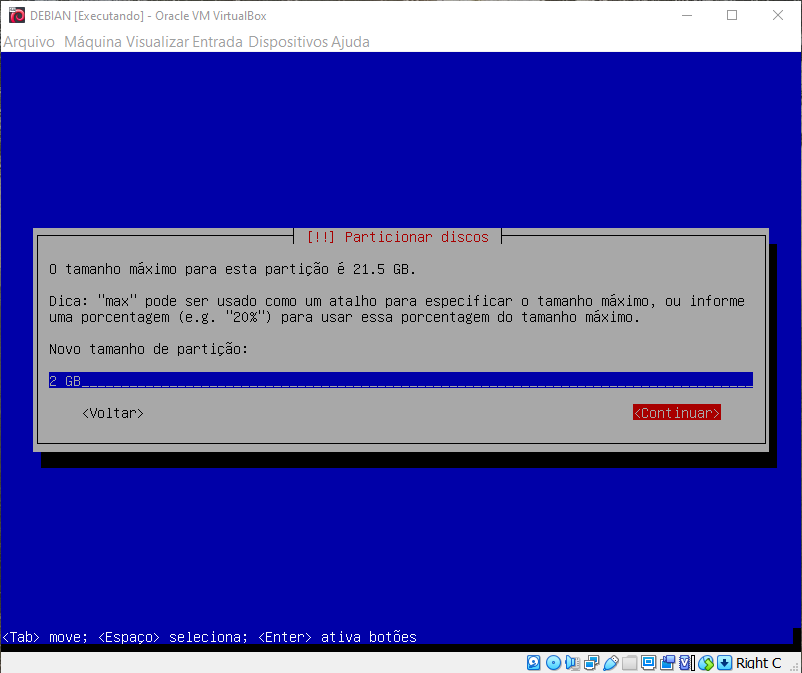 DEBIAN [Executando] - Oracle VM VirtualBox
Arquivo Máquina Visualizar Entrada Dispositivos Ajuda
[!!] Particionar discos
O tamanho máximo para esta partição é 21.5 GB.
Dica: "max" pode ser usado como um atalho para especificar o tamanho máximo, ou informe
uma porcentagem (e.g. "20%") para usar essa porcentagem do tamanho máximo.
Novo tamanho de partição:
2 GB
<Voltar> <Continuar>
<Tab> move; <Espaço> seleciona; <Enter> ativa botões
Right C